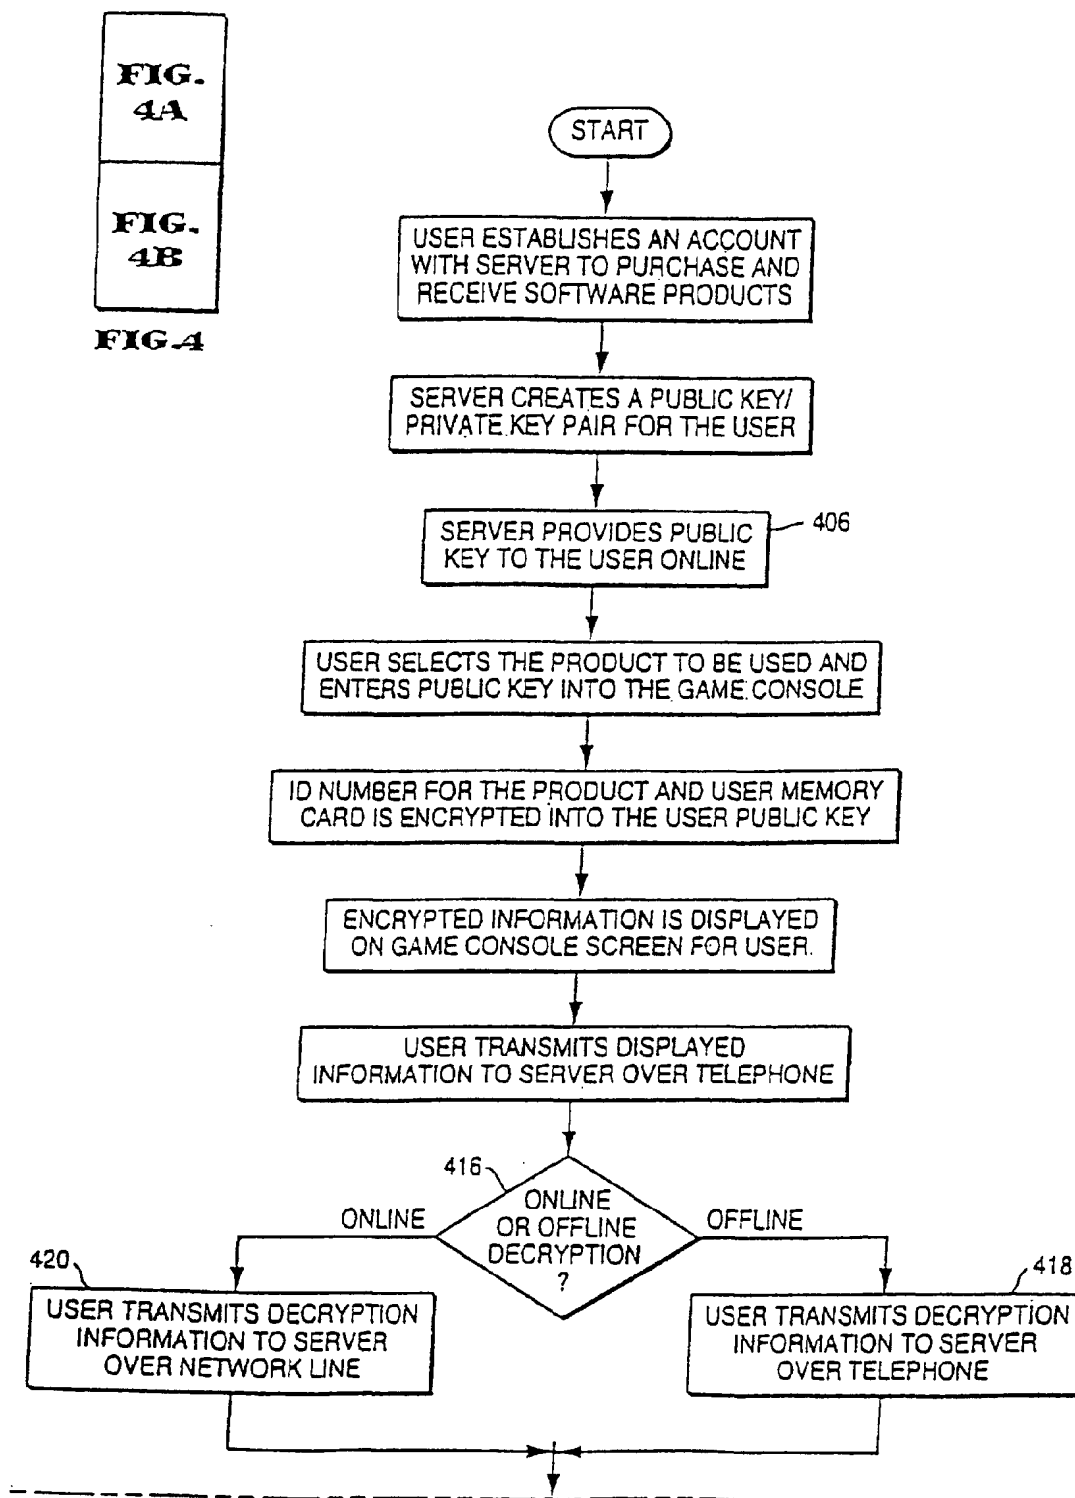 FIG.
4A
FIG.
4B
FIG.4
START
USER ESTABLISHES AN ACCOUNT
WITH SERVER TO PURCHASE AND
RECEIVE SOFTWARE PRODUCTS
SERVER CREATES A PUBLIC KEY/
PRIVATE KEY PAIR FOR THE USER
406
SERVER PROVIDES PUBLIC
KEY TO THE USER ONLINE
USER SELECTS THE PRODUCT TO BE USED AND
ENTERS PUBLIC KEY INTO THE GAME CONSOLE
ID NUMBER FOR THE PRODUCT AND USER MEMORY
CARD IS ENCRYPTED INTO THE USER PUBLIC KEY
ENCRYPTED INFORMATION IS DISPLAYED
ON GAME CONSOLE SCREEN FOR USER.
USER TRANSMITS DISPLAYED
INFORMATION TO SERVER OVER TELEPHONE
416
ONLINE
OR OFFLINE
DECRYPTION
?
ONLINE
OFFLINE
420
USER TRANSMITS DECRYPTION
INFORMATION TO SERVER
OVER NETWORK LINE
418
USER TRANSMITS DECRYPTION
INFORMATION TO SERVER
OVER TELEPHONE